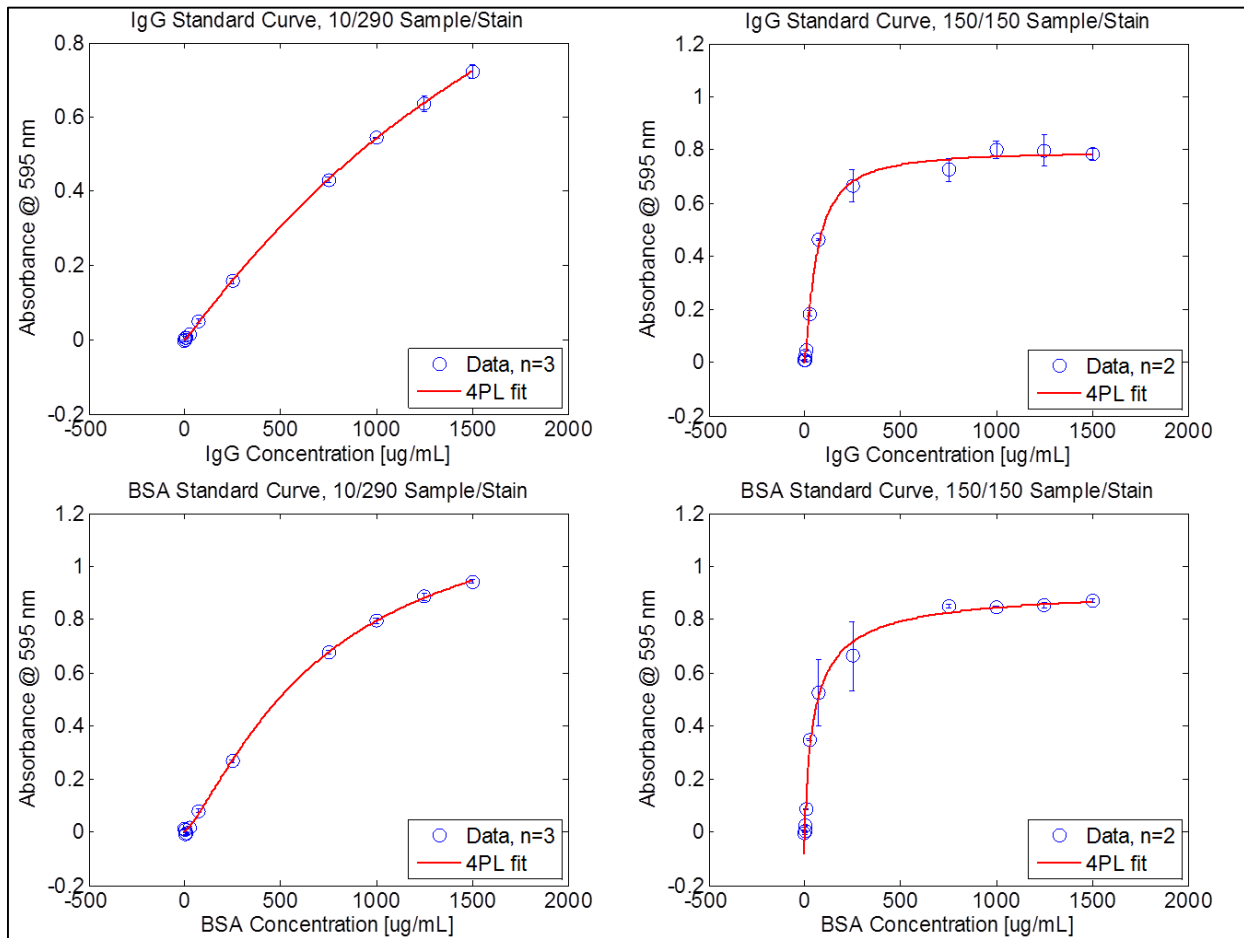 IgG Standard Curve, 10/290 Sample/Stain
0.8
0.6
0.4
0.2
0
-0.2
Absorbance @ 595 nm
Data, n=3
4PL fit
-500 0 500 1000 1500 2000
IgG Concentration [ug/mL]
IgG Standard Curve, 150/150 Sample/Stain
1.2
1
0.8
0.6
0.4
0.2
0
-0.2
Absorbance @ 595 nm
Data, n=2
4PL fit
-500 0 500 1000 1500 2000
IgG Concentration [ug/mL]
BSA Standard Curve, 10/290 Sample/Stain
1.2
1
0.8
0.6
0.4
0.2
0
-0.2
Absorbance @ 595 nm
Data, n=3
4PL fit
-500 0 500 1000 1500 2000
BSA Concentration [ug/mL]
BSA Standard Curve, 150/150 Sample/Stain
1.2
1
0.8
0.6
0.4
0.2
0
-0.2
Absorbance @ 595 nm
Data, n=2
4PL fit
-500 0 500 1000 1500 2000
BSA Concentration [ug/mL]